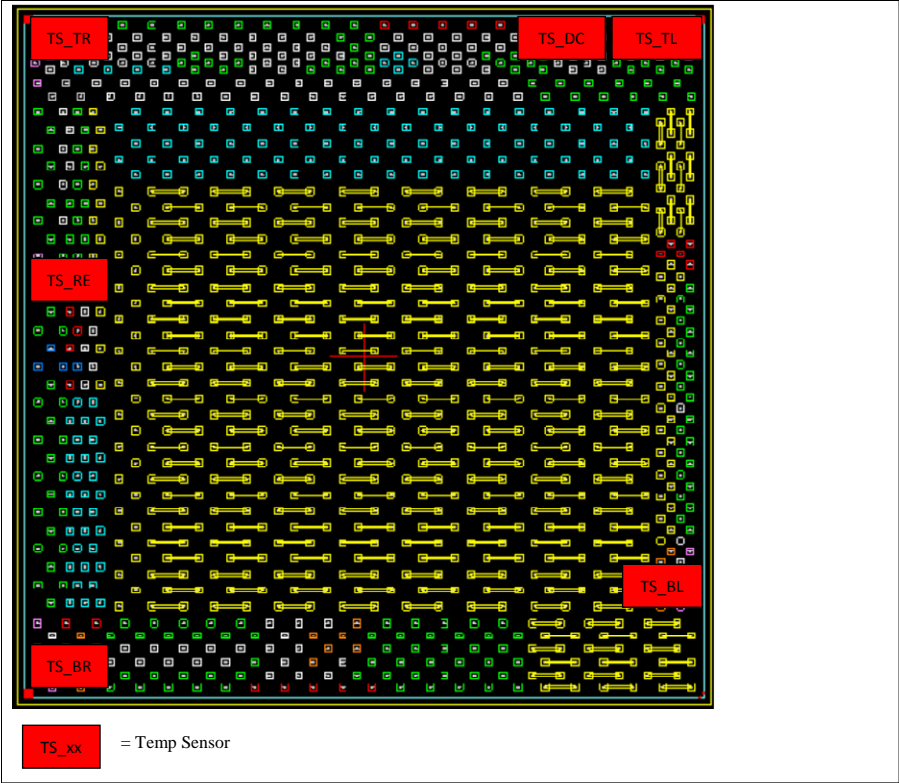 TS_TR
TS_DC
TS_TL
TS_RE
TS_BL
TS_BR
TS_xx = Temp Sensor